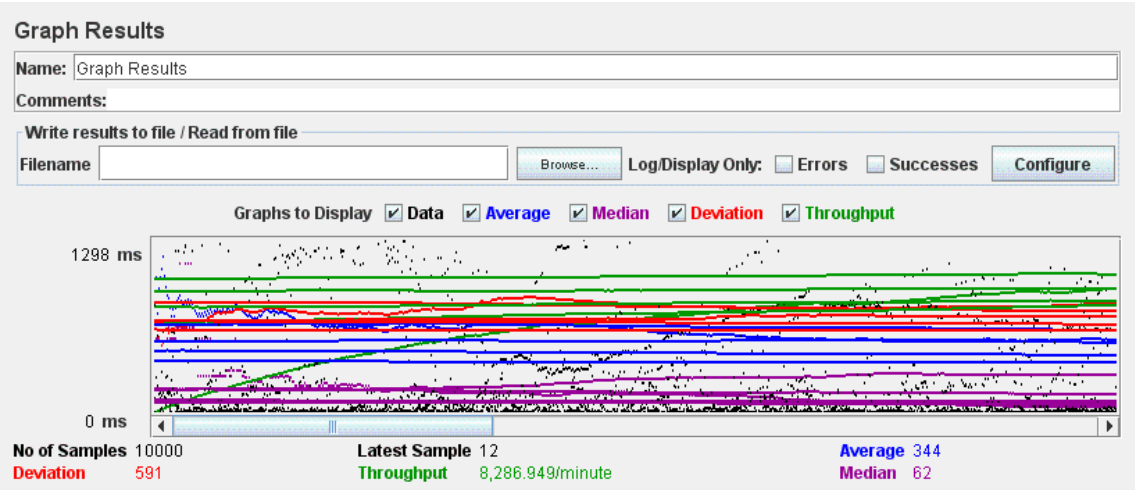 Graph Results
Name: Graph Results
Comments:
Write results to file / Read from file
Filename Browse... Log/Display Only: Errors Successes Configure
Graphs to Display Data Average Median Deviation Throughput
1298 ms
0 ms
No of Samples 10000 Latest Sample 12 Average 344
Deviation 591 Throughput 8,286.949/minute Median 62